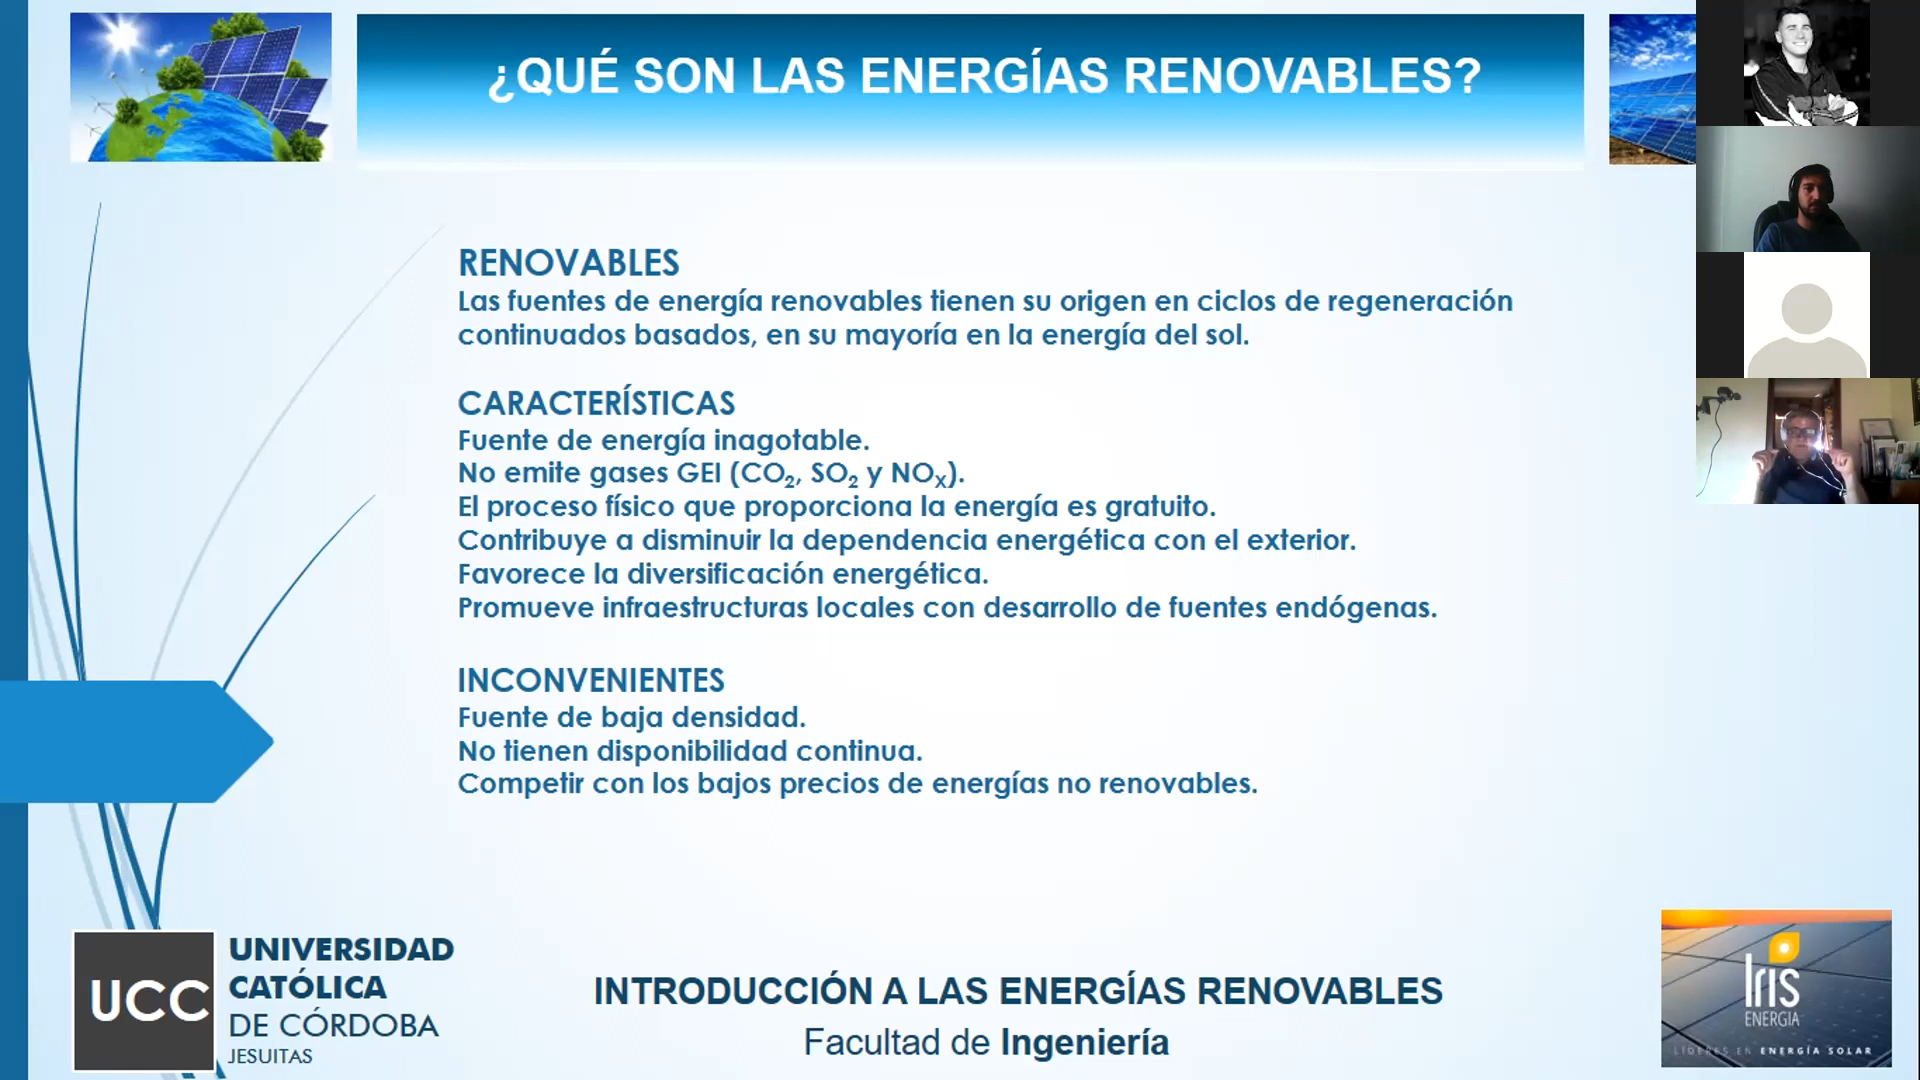 ¿QUÉ SON LAS ENERGÍAS RENOVABLES?
RENOVABLES
Las fuentes de energía renovables tienen su origen en ciclos de regeneración
continuados basados, en su mayoría en la energía del sol.
CARACTERÍSTICAS
Fuente de energía inagotable.
No emite gases GEI (CO₂, SO₂ y NOₓ).
El proceso físico que proporciona la energía es gratuito.
Contribuye a disminuir la dependencia energética con el exterior.
Favorece la diversificación energética.
Promueve infraestructuras locales con desarrollo de fuentes endógenas.
INCONVENIENTES
Fuente de baja densidad.
No tienen disponibilidad continua.
Competir con los bajos precios de energías no renovables.
UCC
UNIVERSIDAD
CATÓLICA
DE CÓRDOBA
JESUITAS
INTRODUCCIÓN A LAS ENERGÍAS RENOVABLES
Facultad de Ingeniería
Iris
ENERGIA
LÍDERES EN ENERGÍA SOLAR